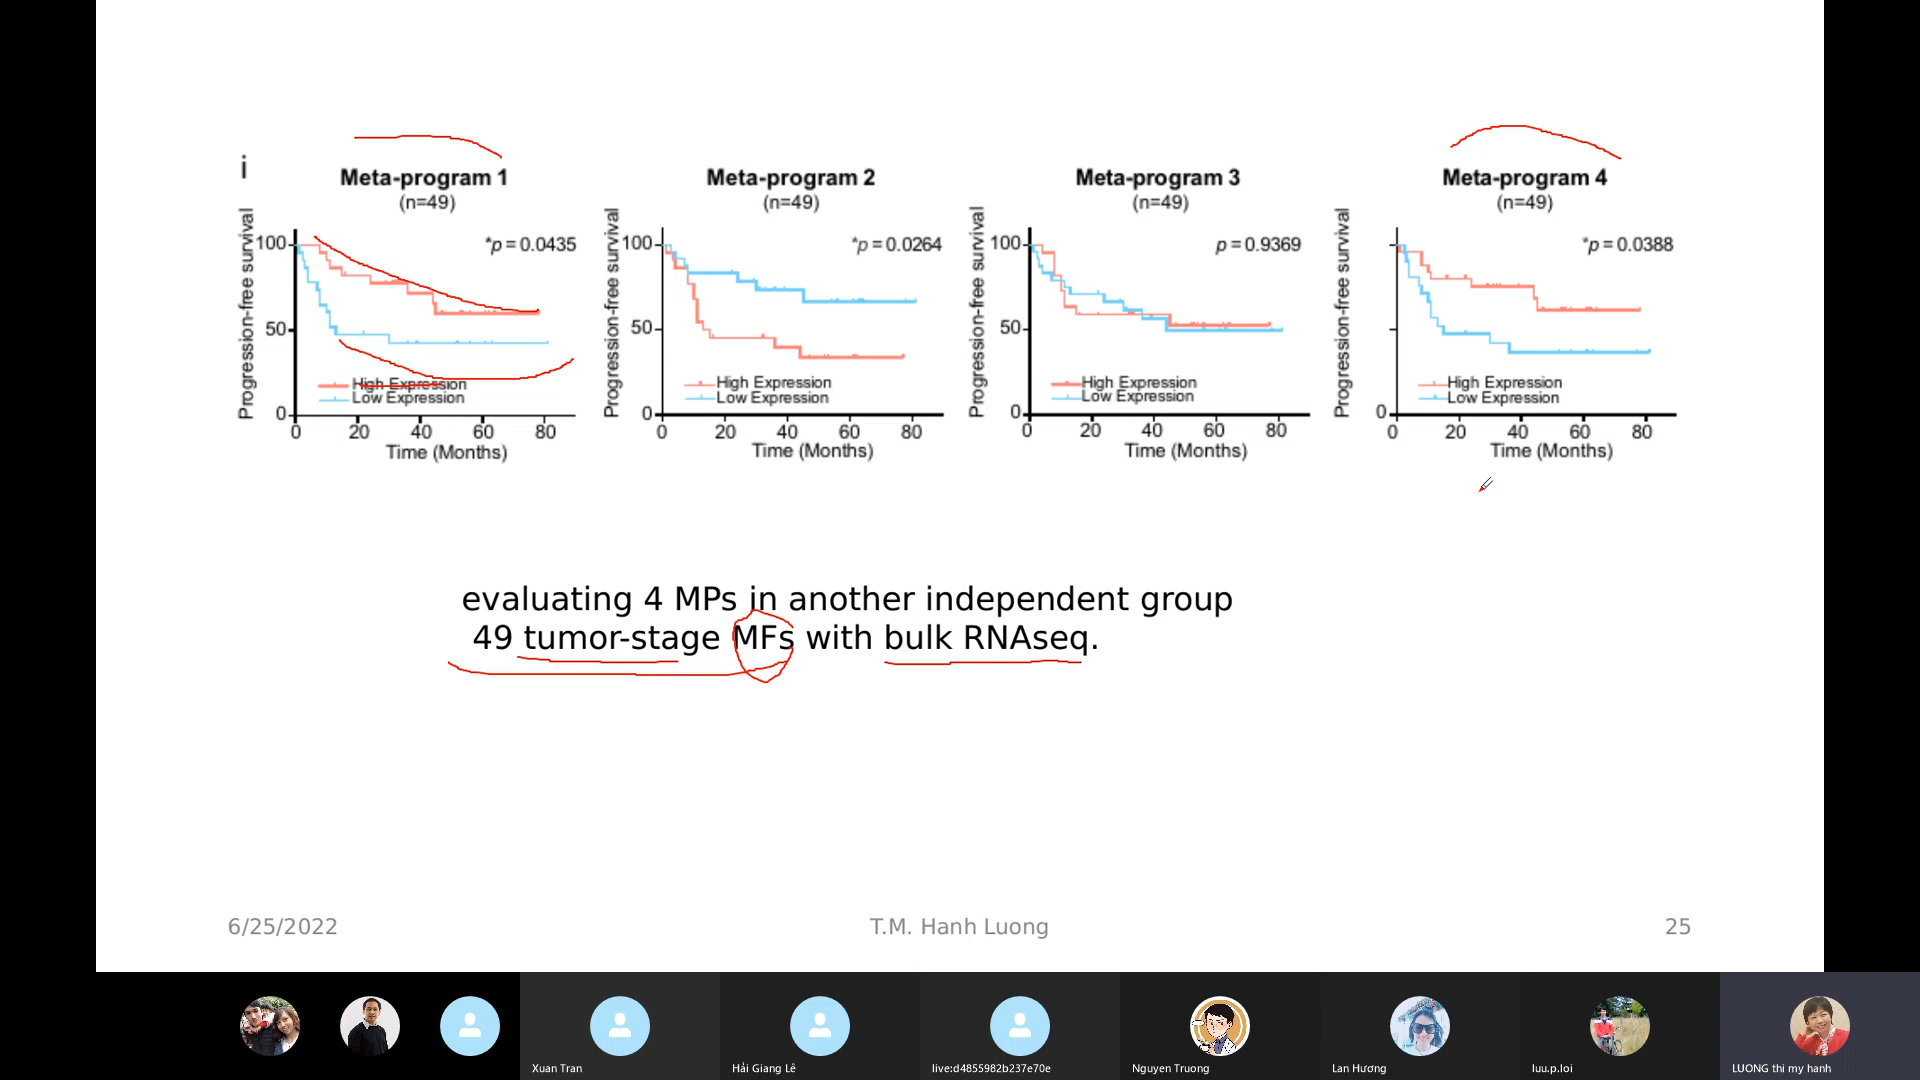 i
Meta-program 1
(n=49)
*p = 0.0435
Progression-free survival
100
50
0
High Expression
Low Expression
0 20 40 60 80
Time (Months)
Meta-program 2
(n=49)
*p = 0.0264
Progression-free survival
100
50
0
High Expression
Low Expression
0 20 40 60 80
Time (Months)
Meta-program 3
(n=49)
p = 0.9369
Progression-free survival
100
50
0
High Expression
Low Expression
0 20 40 60 80
Time (Months)
Meta-program 4
(n=49)
*p = 0.0388
Progression-free survival
0
High Expression
Low Expression
0 20 40 60 80
Time (Months)
evaluating 4 MPs in another independent group
49 tumor-stage MFs with bulk RNAseq.
6/25/2022
T.M. Hanh Luong
25
Xuan Tran
Hải Giang Lê
live:d4855982b237e70e
Nguyen Truong
Lan Hương
luu.p.loi
LUONG thi my hanh